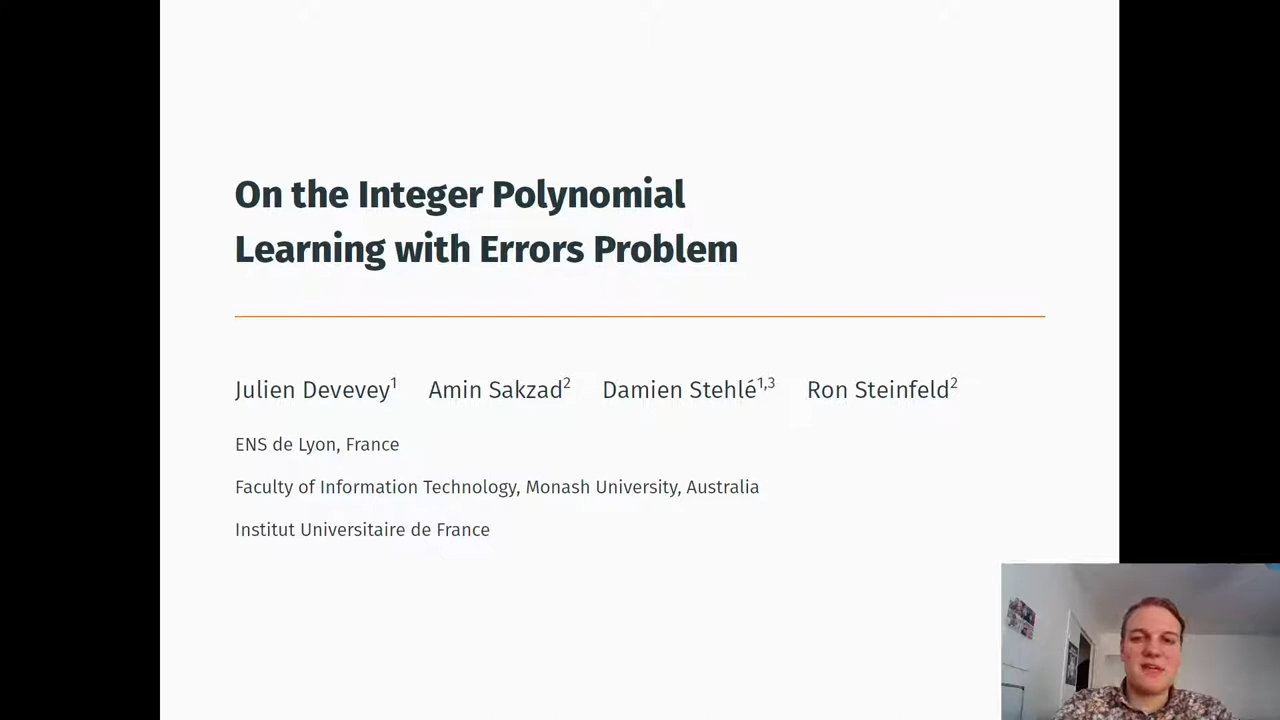 On the Integer Polynomial
Learning with Errors Problem
Julien Devevey¹ Amin Sakzad² Damien Stehlé¹,³ Ron Steinfeld²
ENS de Lyon, France
Faculty of Information Technology, Monash University, Australia
Institut Universitaire de France